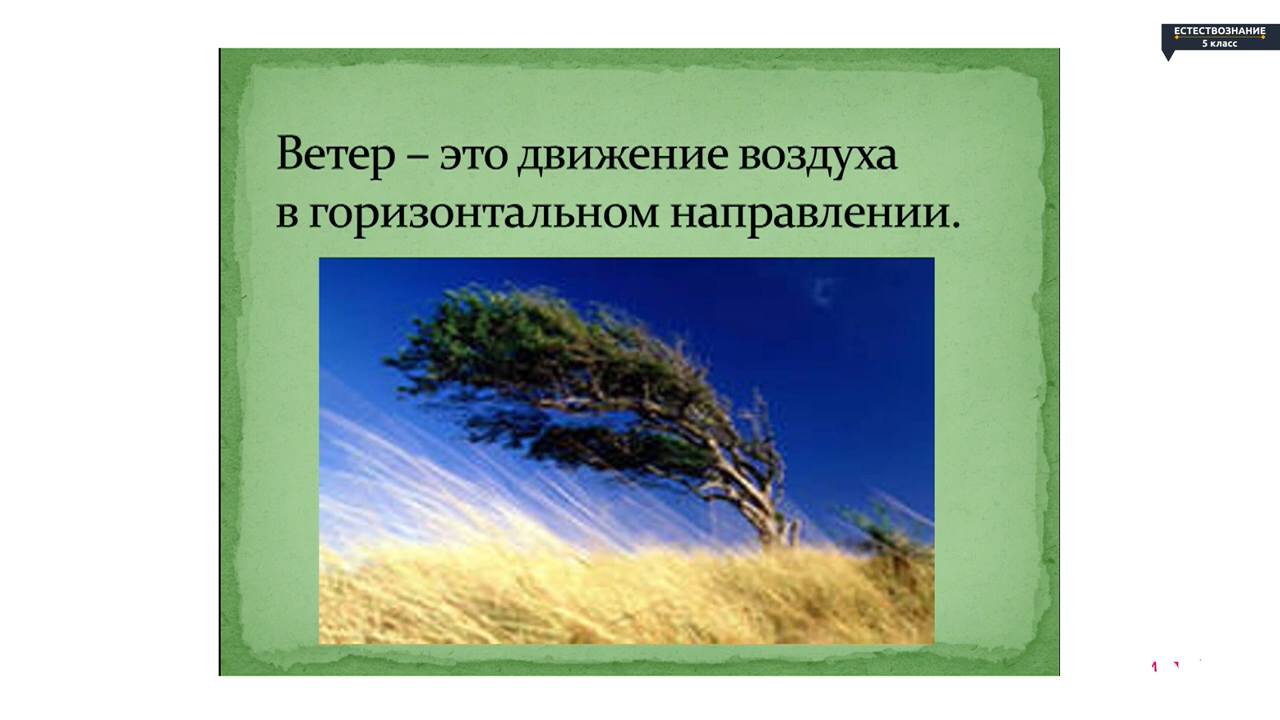 ЕСТЕСТВОЗНАНИЕ
5 класс
Ветер – это движение воздуха
в горизонтальном направлении.